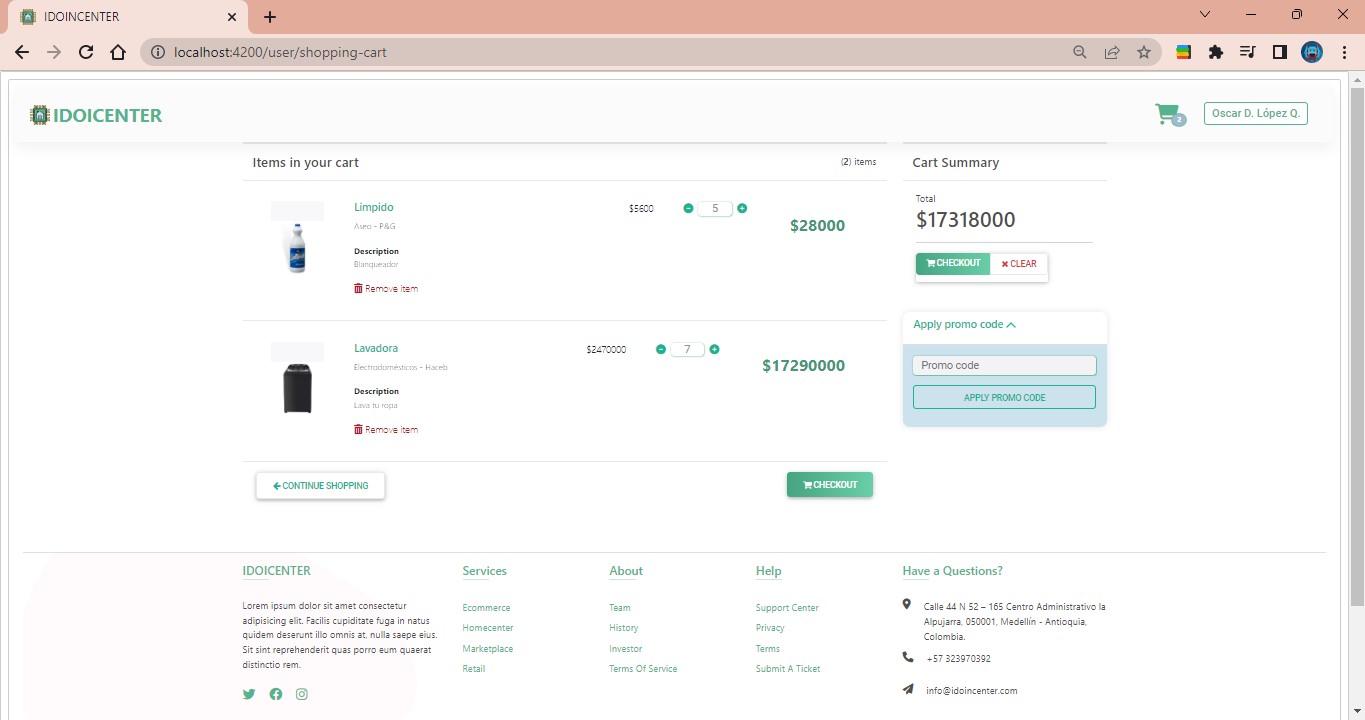 IDOINCENTER
localhost:4200/user/shopping-cart
IDOICENTER
2
Oscar D. López Q.
Items in your cart
(2) items
Límpido
Aseo - P&G
Description
Blanqueador
Remove item
$5600
5
$28000
Lavadora
Electrodomésticos - Haceb
Description
Lava tu ropa
Remove item
$2470000
7
$17290000
CONTINUE SHOPPING
CHECKOUT
Cart Summary
Total
$17318000
CHECKOUT
CLEAR
Apply promo code
Promo code
APPLY PROMO CODE
IDOICENTER
Lorem ipsum dolor sit amet consectetur
adipisicing elit. Facilis cupiditate fuga in natus
quidem deserunt illo omnis at, nulla saepe eius.
Sit sint reprehenderit quas porro eum quaerat
distinctio rem.
Services
Ecommerce
Homecenter
Marketplace
Retail
About
Team
History
Investor
Terms Of Service
Help
Support Center
Privacy
Terms
Submit A Ticket
Have a Questions?
Calle 44 N 52 – 165 Centro Administrativo la
Alpujarra, 050001, Medellín - Antioquia,
Colombia.
+57 323970392
info@idoincenter.com